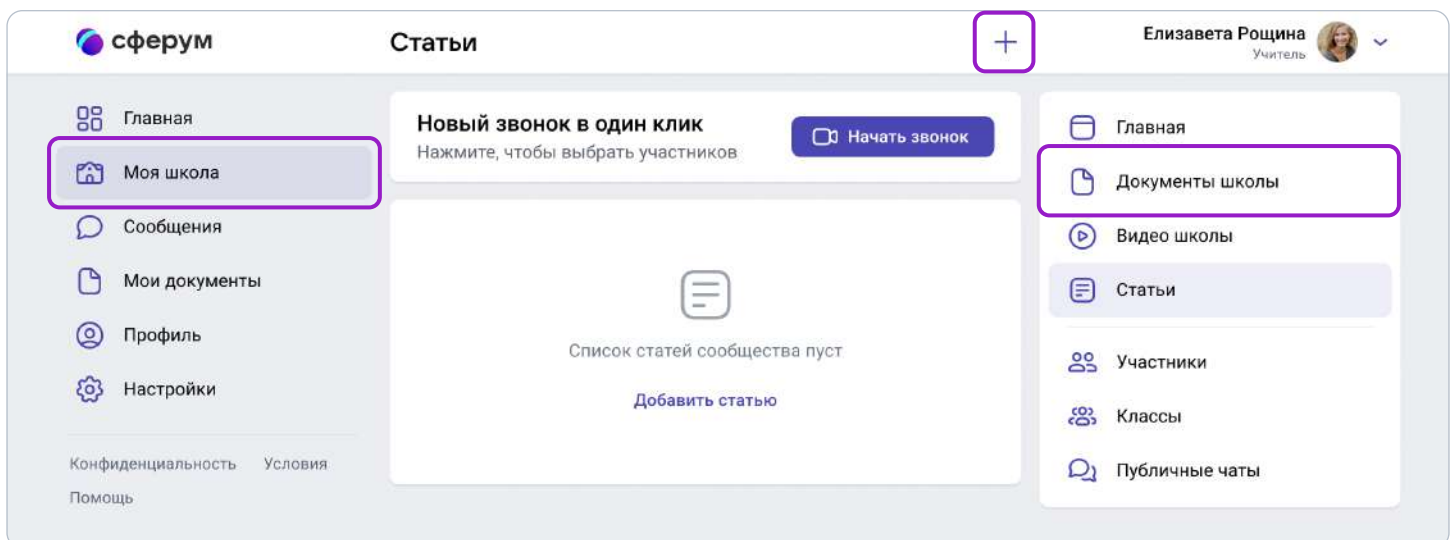 сферум
Статьи
Елизавета Рощина
Учитель
Главная
Моя школа
Сообщения
Мои документы
Профиль
Настройки
Конфиденциальность Условия
Помощь
Новый звонок в один клик
Нажмите, чтобы выбрать участников
Начать звонок
Список статей сообщества пуст
Добавить статью
Главная
Документы школы
Видео школы
Статьи
Участники
Классы
Публичные чаты